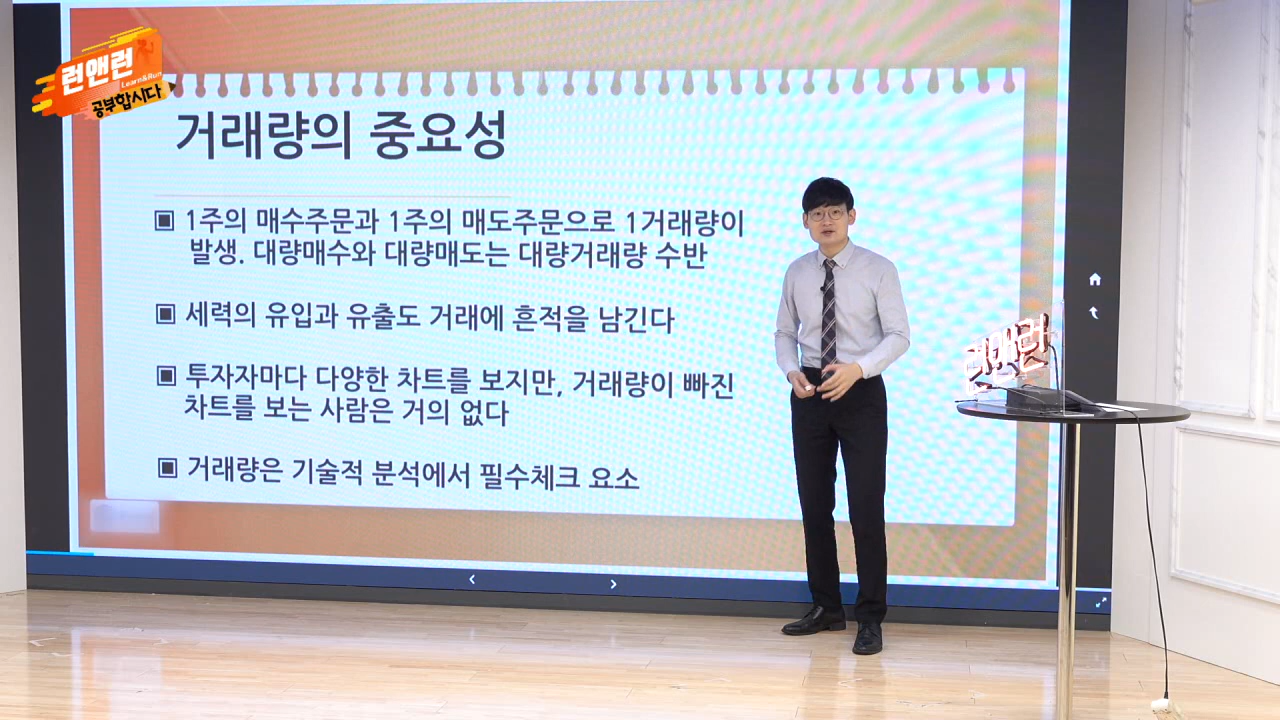 런앤런
Learn&Run
공부합시다
거래량의 중요성
▣ 1주의 매수주문과 1주의 매도주문으로 1거래량이
발생. 대량매수와 대량매도는 대량거래량 수반
▣ 세력의 유입과 유출도 거래에 흔적을 남긴다
▣ 투자자마다 다양한 차트를 보지만, 거래량이 빠진
차트를 보는 사람은 거의 없다
▣ 거래량은 기술적 분석에서 필수체크 요소
런앤런